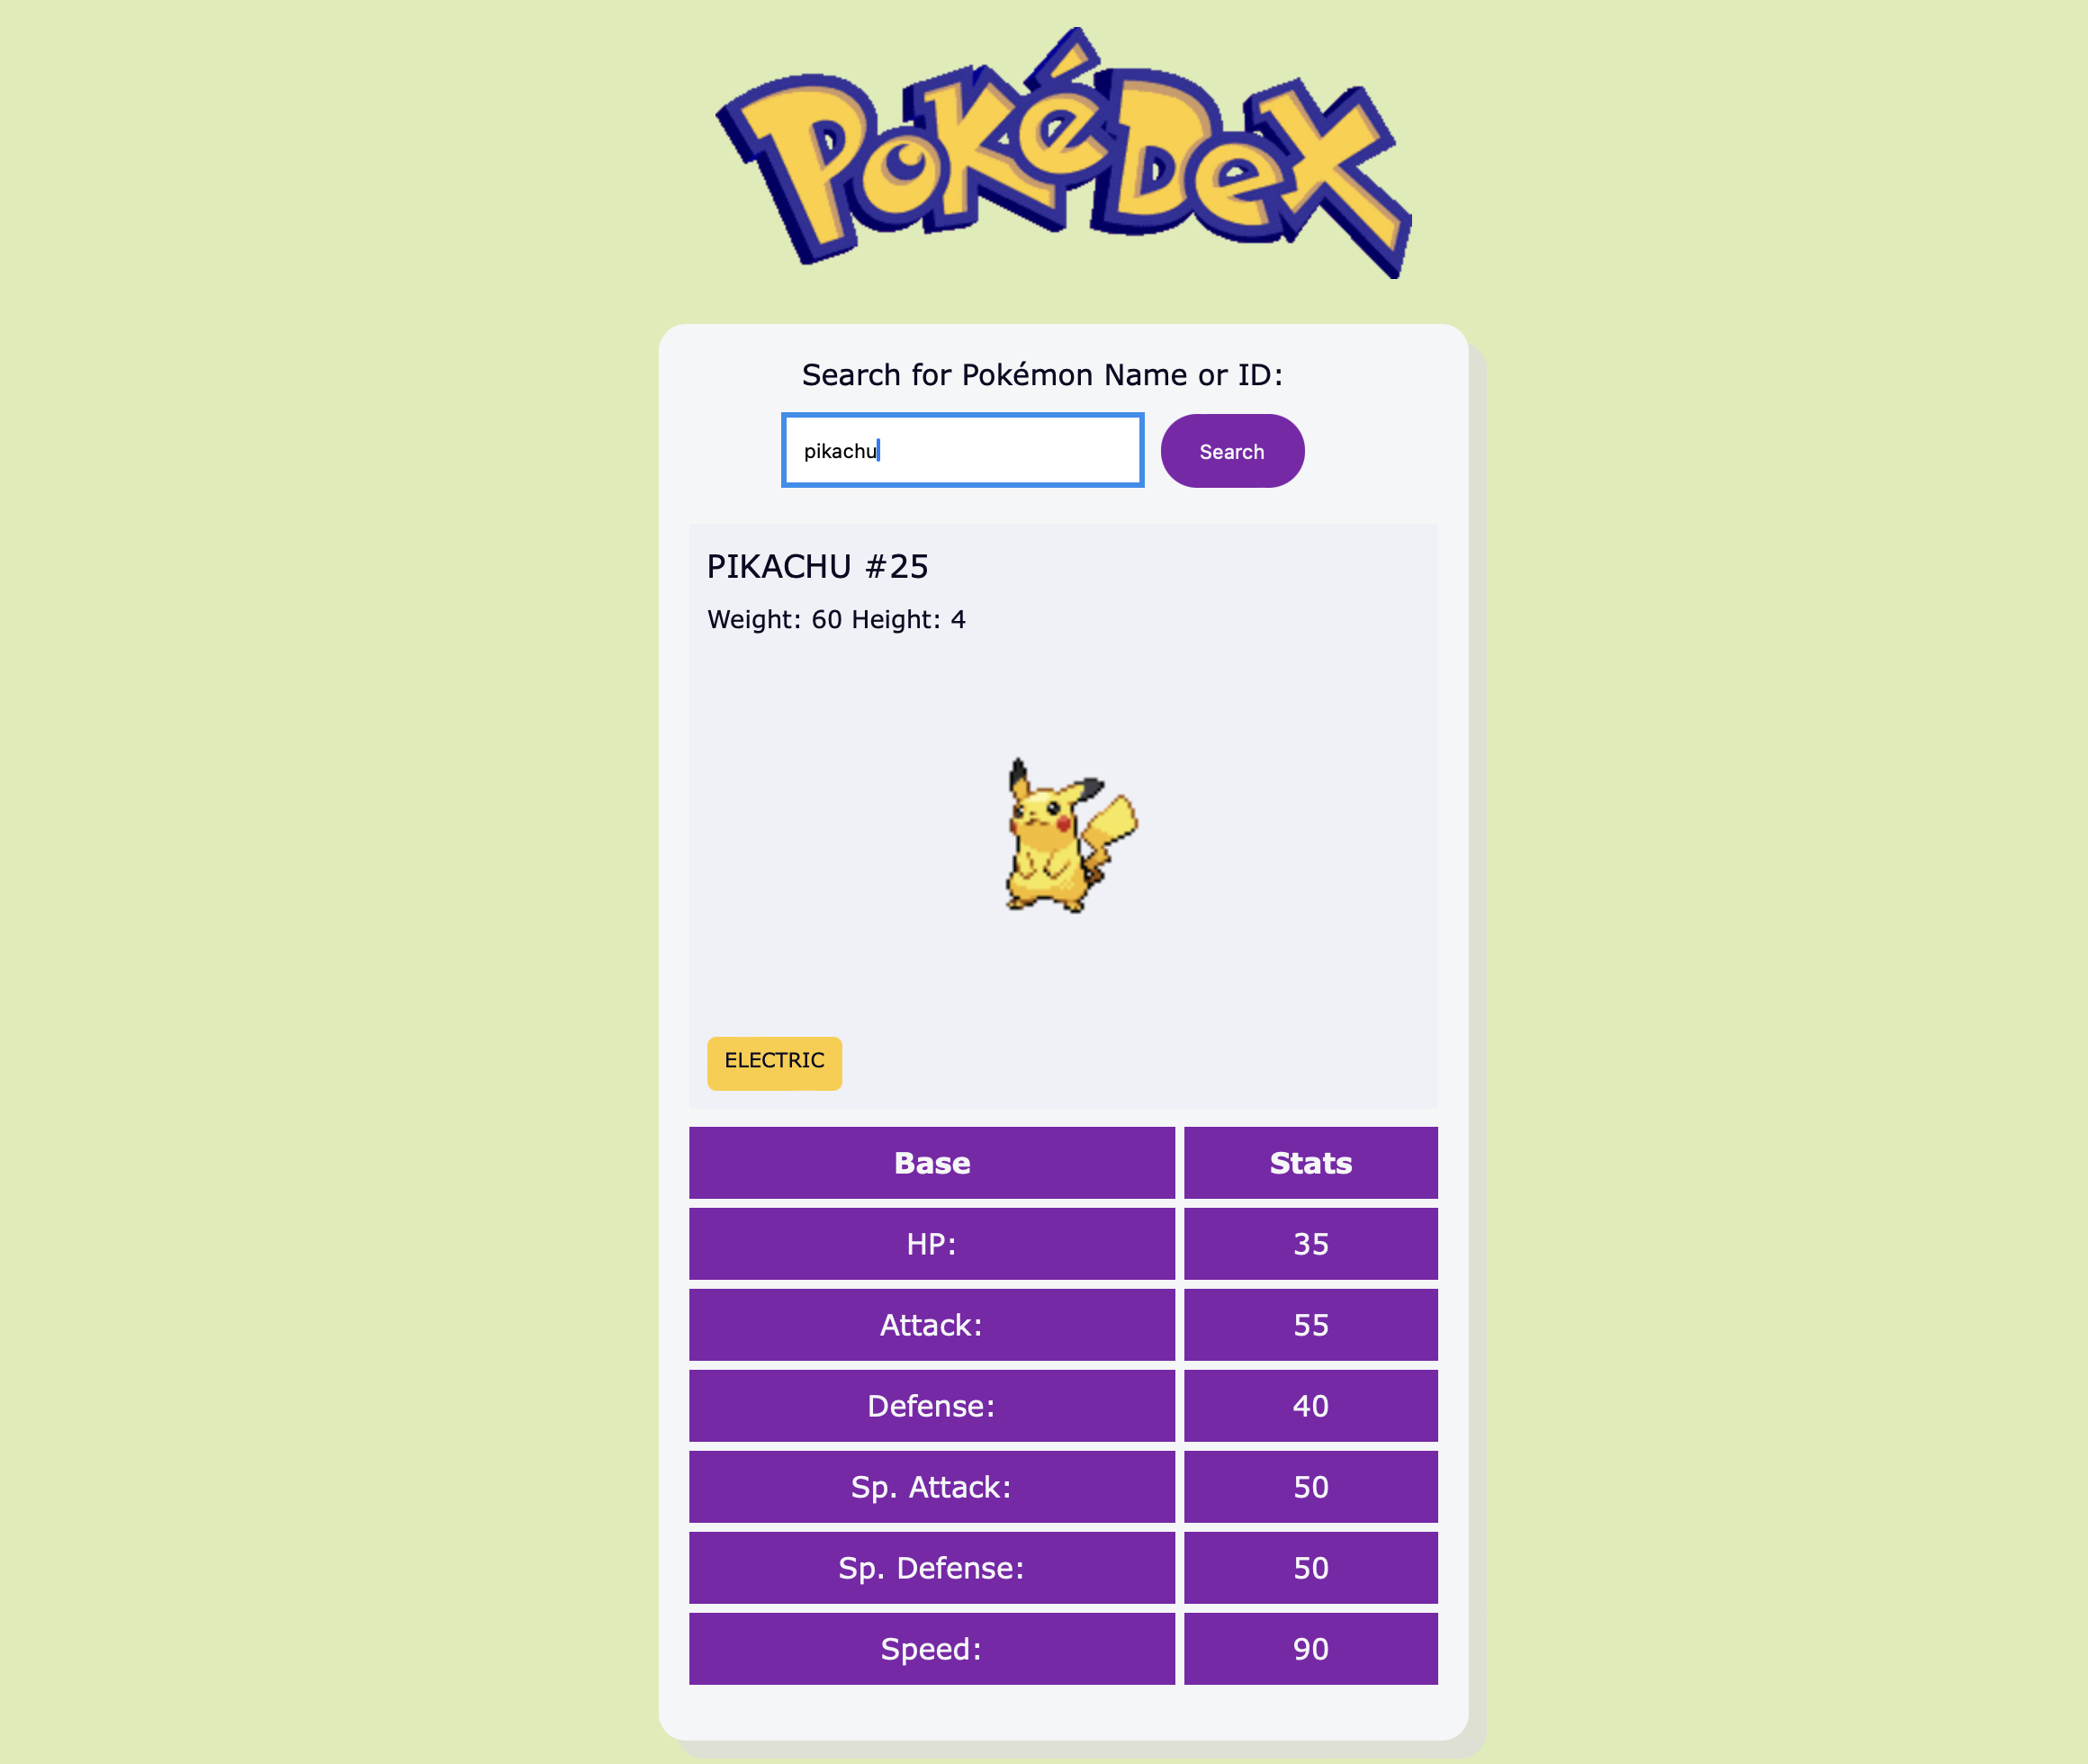 PoKéDex
Search for Pokémon Name or ID:
pikachu Search
PIKACHU #25
Weight: 60 Height: 4
ELECTRIC
Base Stats
HP: 35
Attack: 55
Defense: 40
Sp. Attack: 50
Sp. Defense: 50
Speed: 90